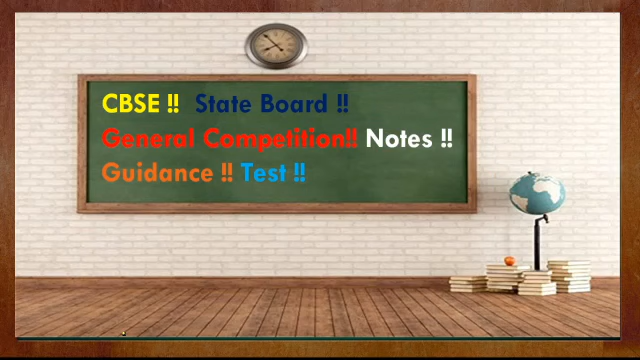 CBSE !! State Board !!
General Competition!! Notes !!
Guidance !! Test !!